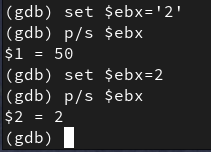 (gdb) set $ebx='2'
(gdb) p/s $ebx
$1 = 50
(gdb) set $ebx=2
(gdb) p/s $ebx
$2 = 2
(gdb)